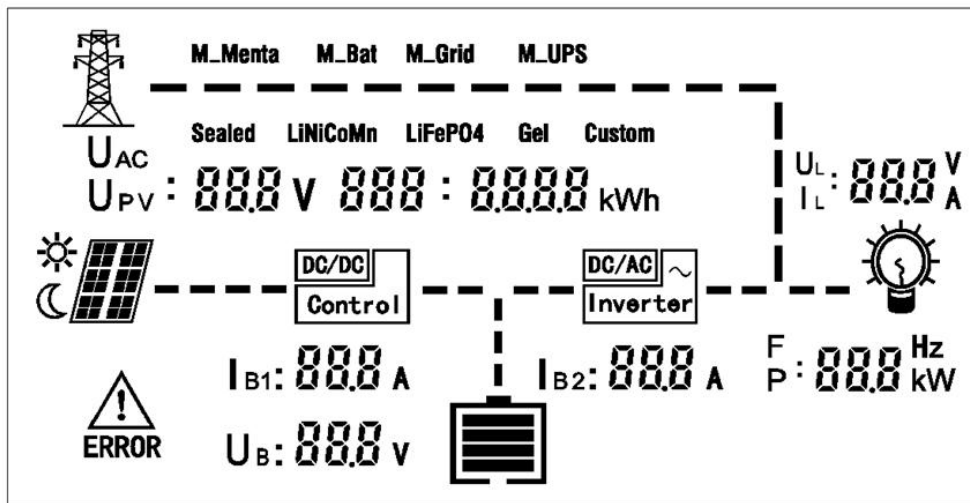 M_Menta M_Bat M_Grid M_UPS
Sealed LiNiCoMn LiFePO4 Gel Custom
UAC
UPV : 88.8 V 888 : 8.8.8.8 kWh
UL V
IL : 88.8 A
DC/DC
Control
DC/AC ~
Inverter
IB1: 88.8 A
IB2: 88.8 A
F Hz
P : 88.8 kW
ERROR
UB: 88.8 V